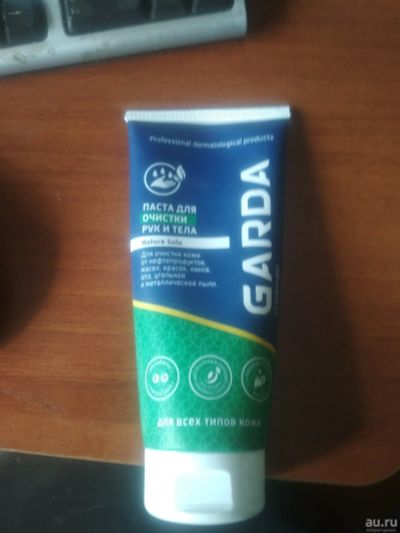 Professional dermatological products
GARDA
ПАСТА ДЛЯ
ОЧИСТКИ
РУК И ТЕЛА
Nature Solo
Для очистки кожи
от нефтепродуктов,
масел, красок, лаков,
опз, угольной
и металлической пыли.
ДЛЯ ВСЕХ ТИПОВ КОЖИ
au.ru